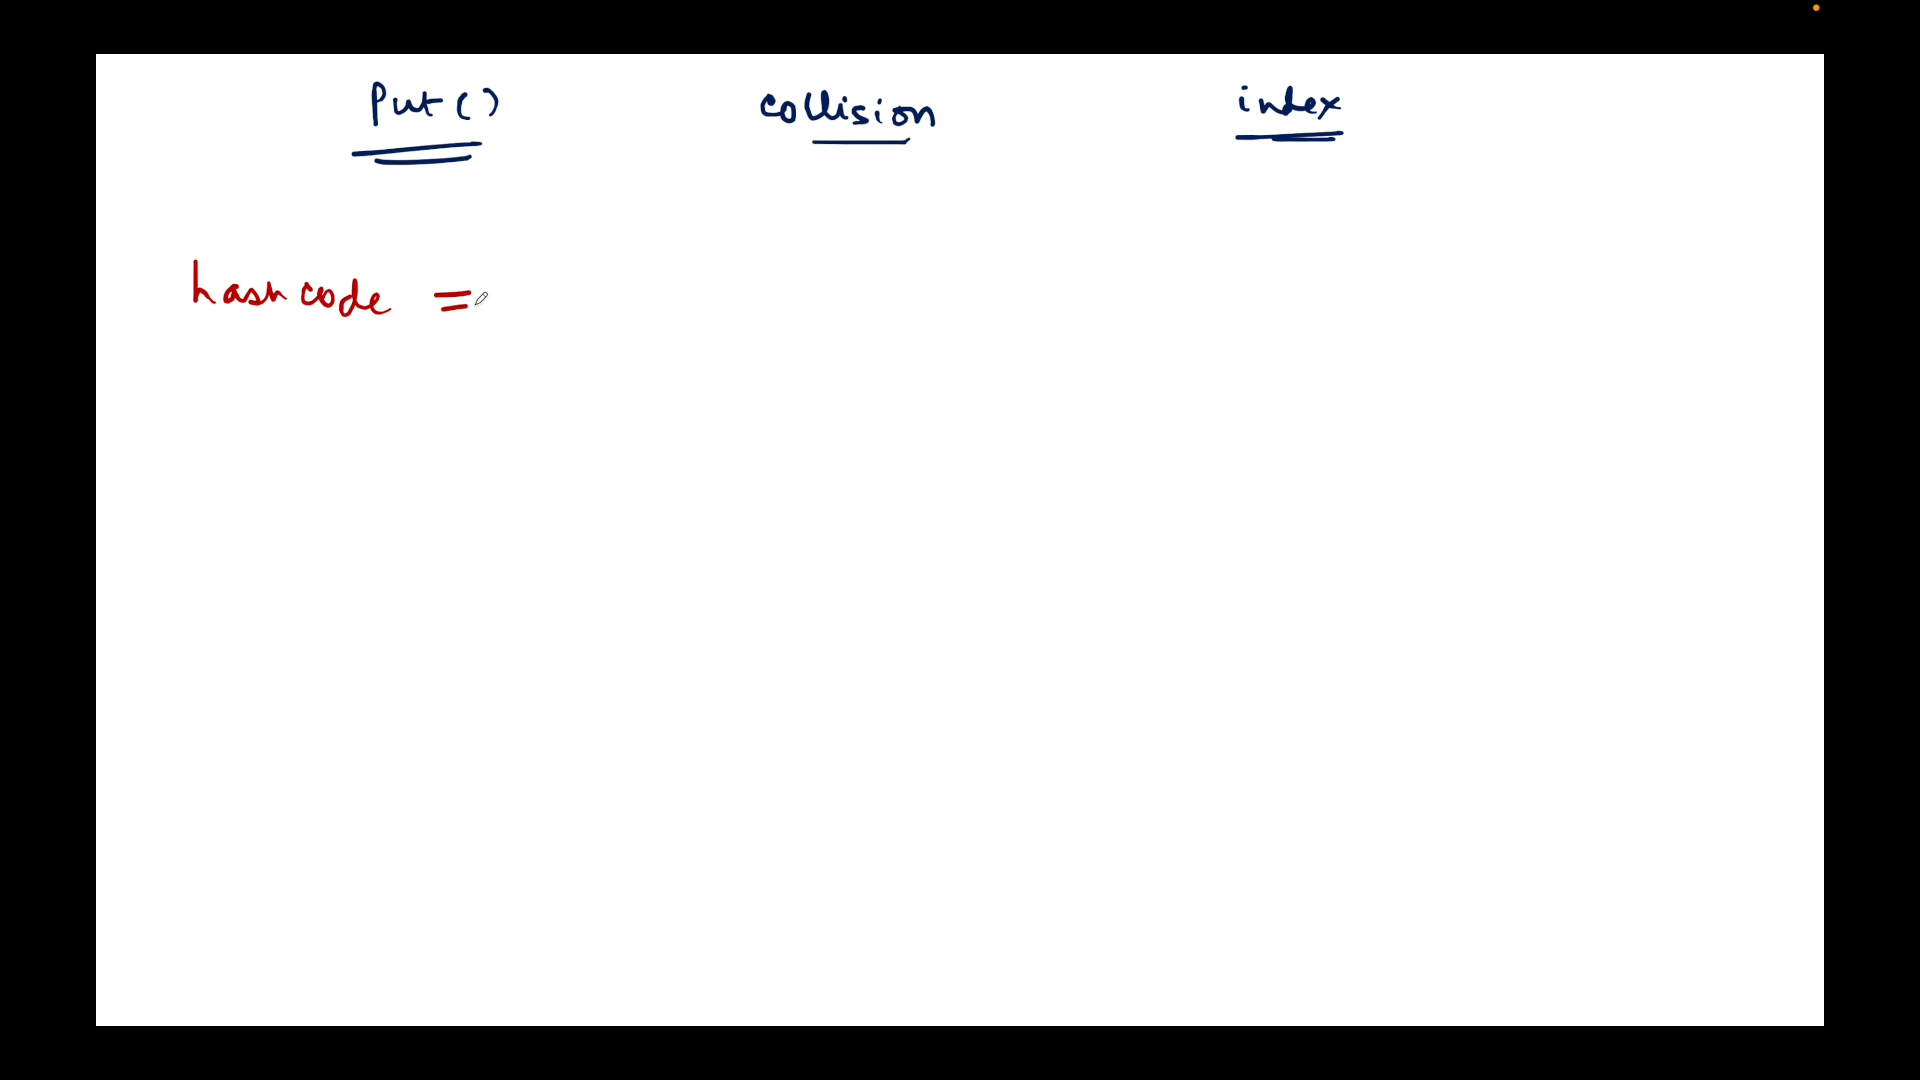 Put() collision index
hashcode =